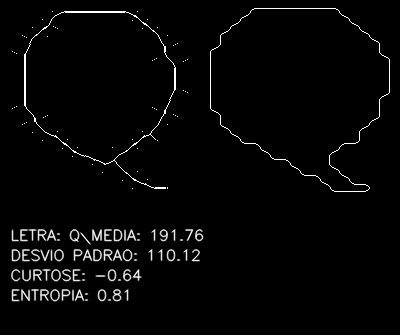 LETRA: Q\MEDIA: 191.76
DESVIO PADRAO: 110.12
CURTOSE: -0.64
ENTROPIA: 0.81